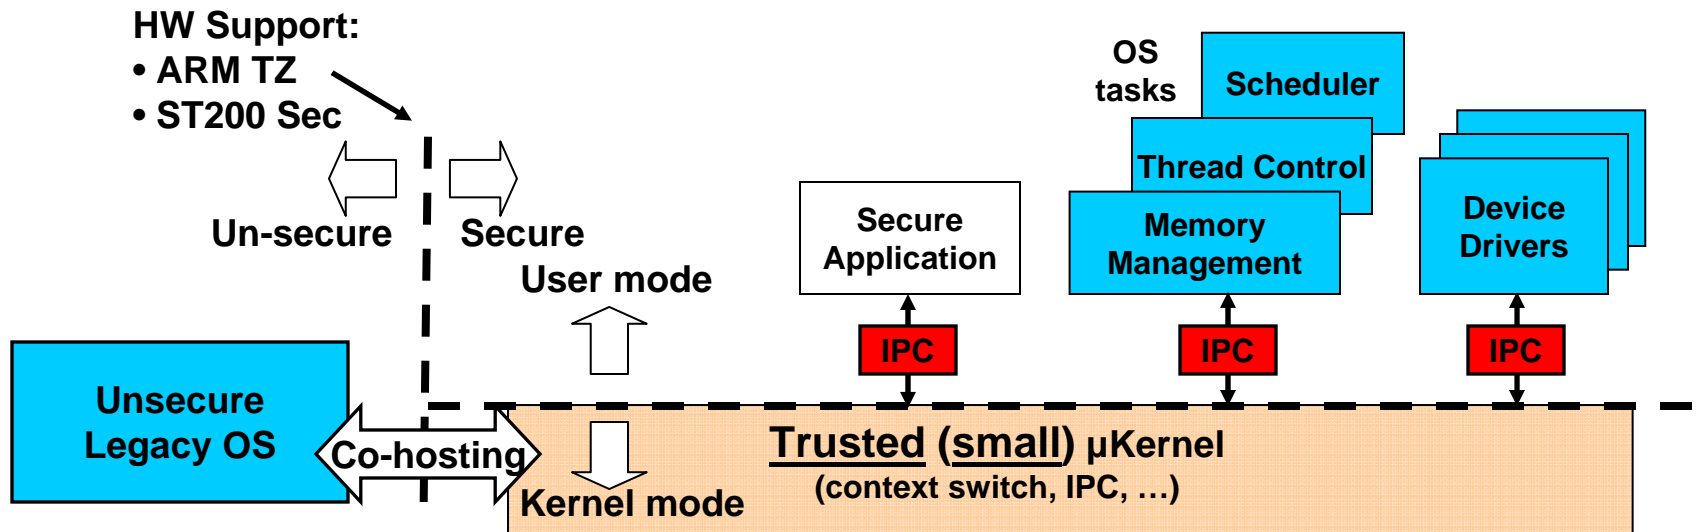 HW Support:
• ARM TZ
• ST200 Sec
Un-secure
Secure
User mode
OS
tasks
Scheduler
Thread Control
Memory
Management
Secure
Application
Device
Drivers
IPC
IPC
IPC
Unsecure
Legacy OS
Co-hosting
Kernel mode
Trusted (small) µKernel
(context switch, IPC, …)